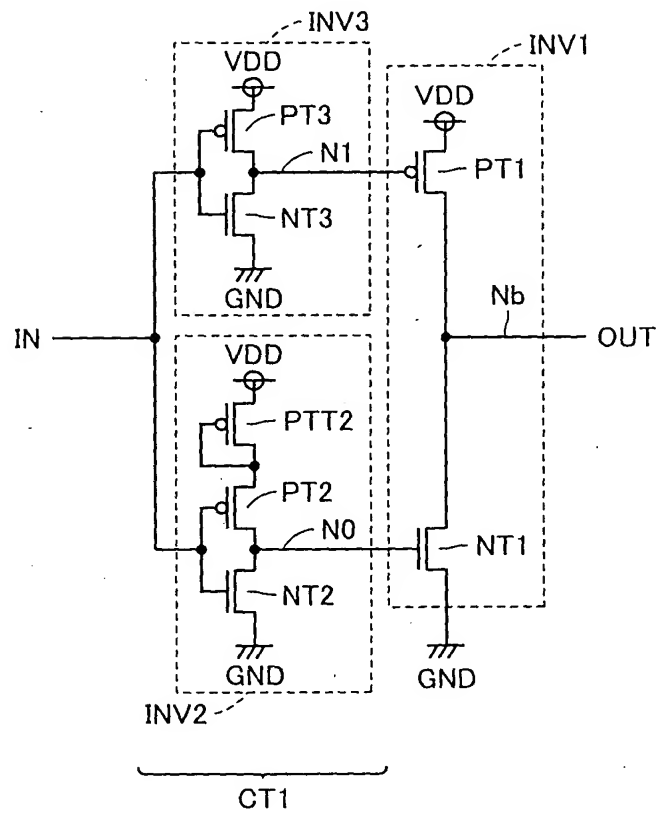 INV3
INV1
VDD
VDD
PT3
N1
PT1
NT3
GND
Nb
IN
OUT
VDD
PTT2
PT2
N0
NT1
NT2
GND
GND
INV2
CT1